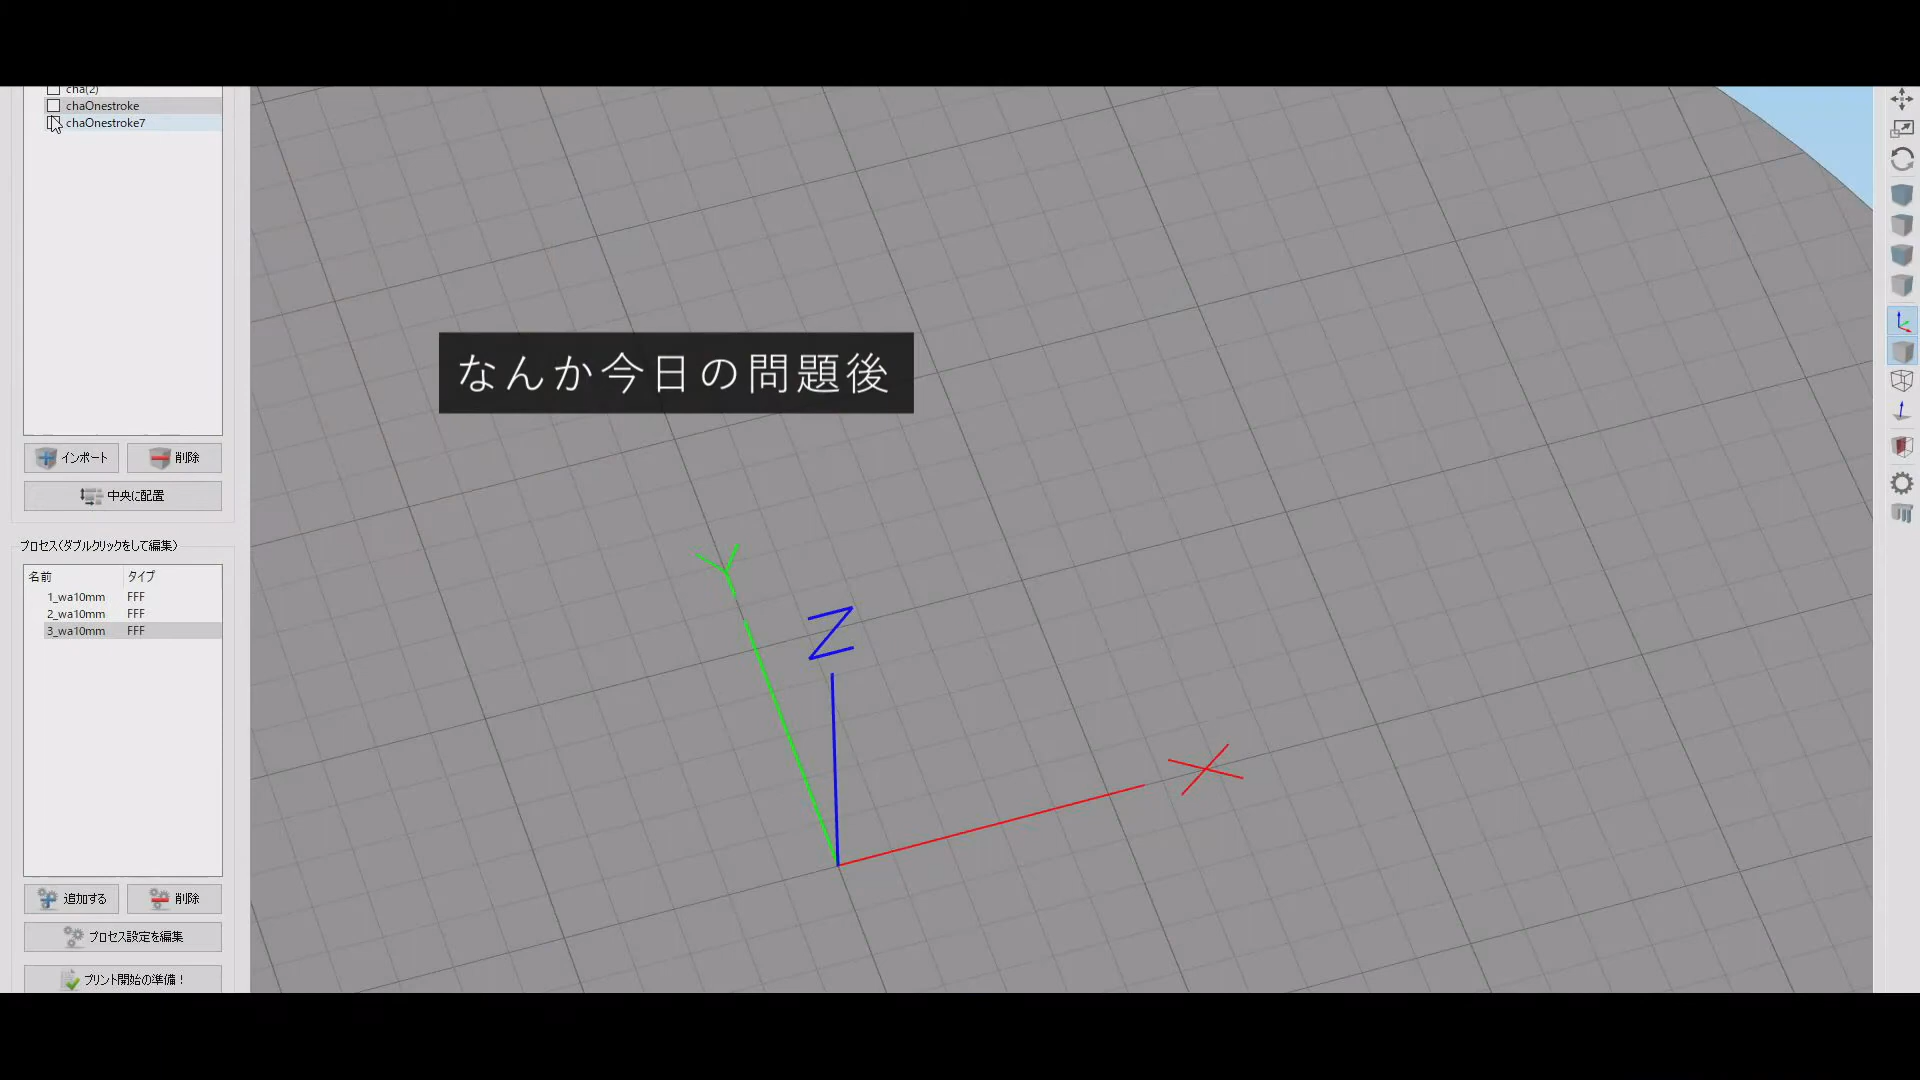 cha(2)
chaOnestroke
chaOnestroke7
なんか今日の問題後
インポート
削除
中央に配置
プロセス(ダブルクリックをして編集)
名前 タイプ
1_wa10mm FFF
2_wa10mm FFF
3_wa10mm FFF
Y
Z
X
追加する
削除
プロセス設定を編集
プリント開始の準備！